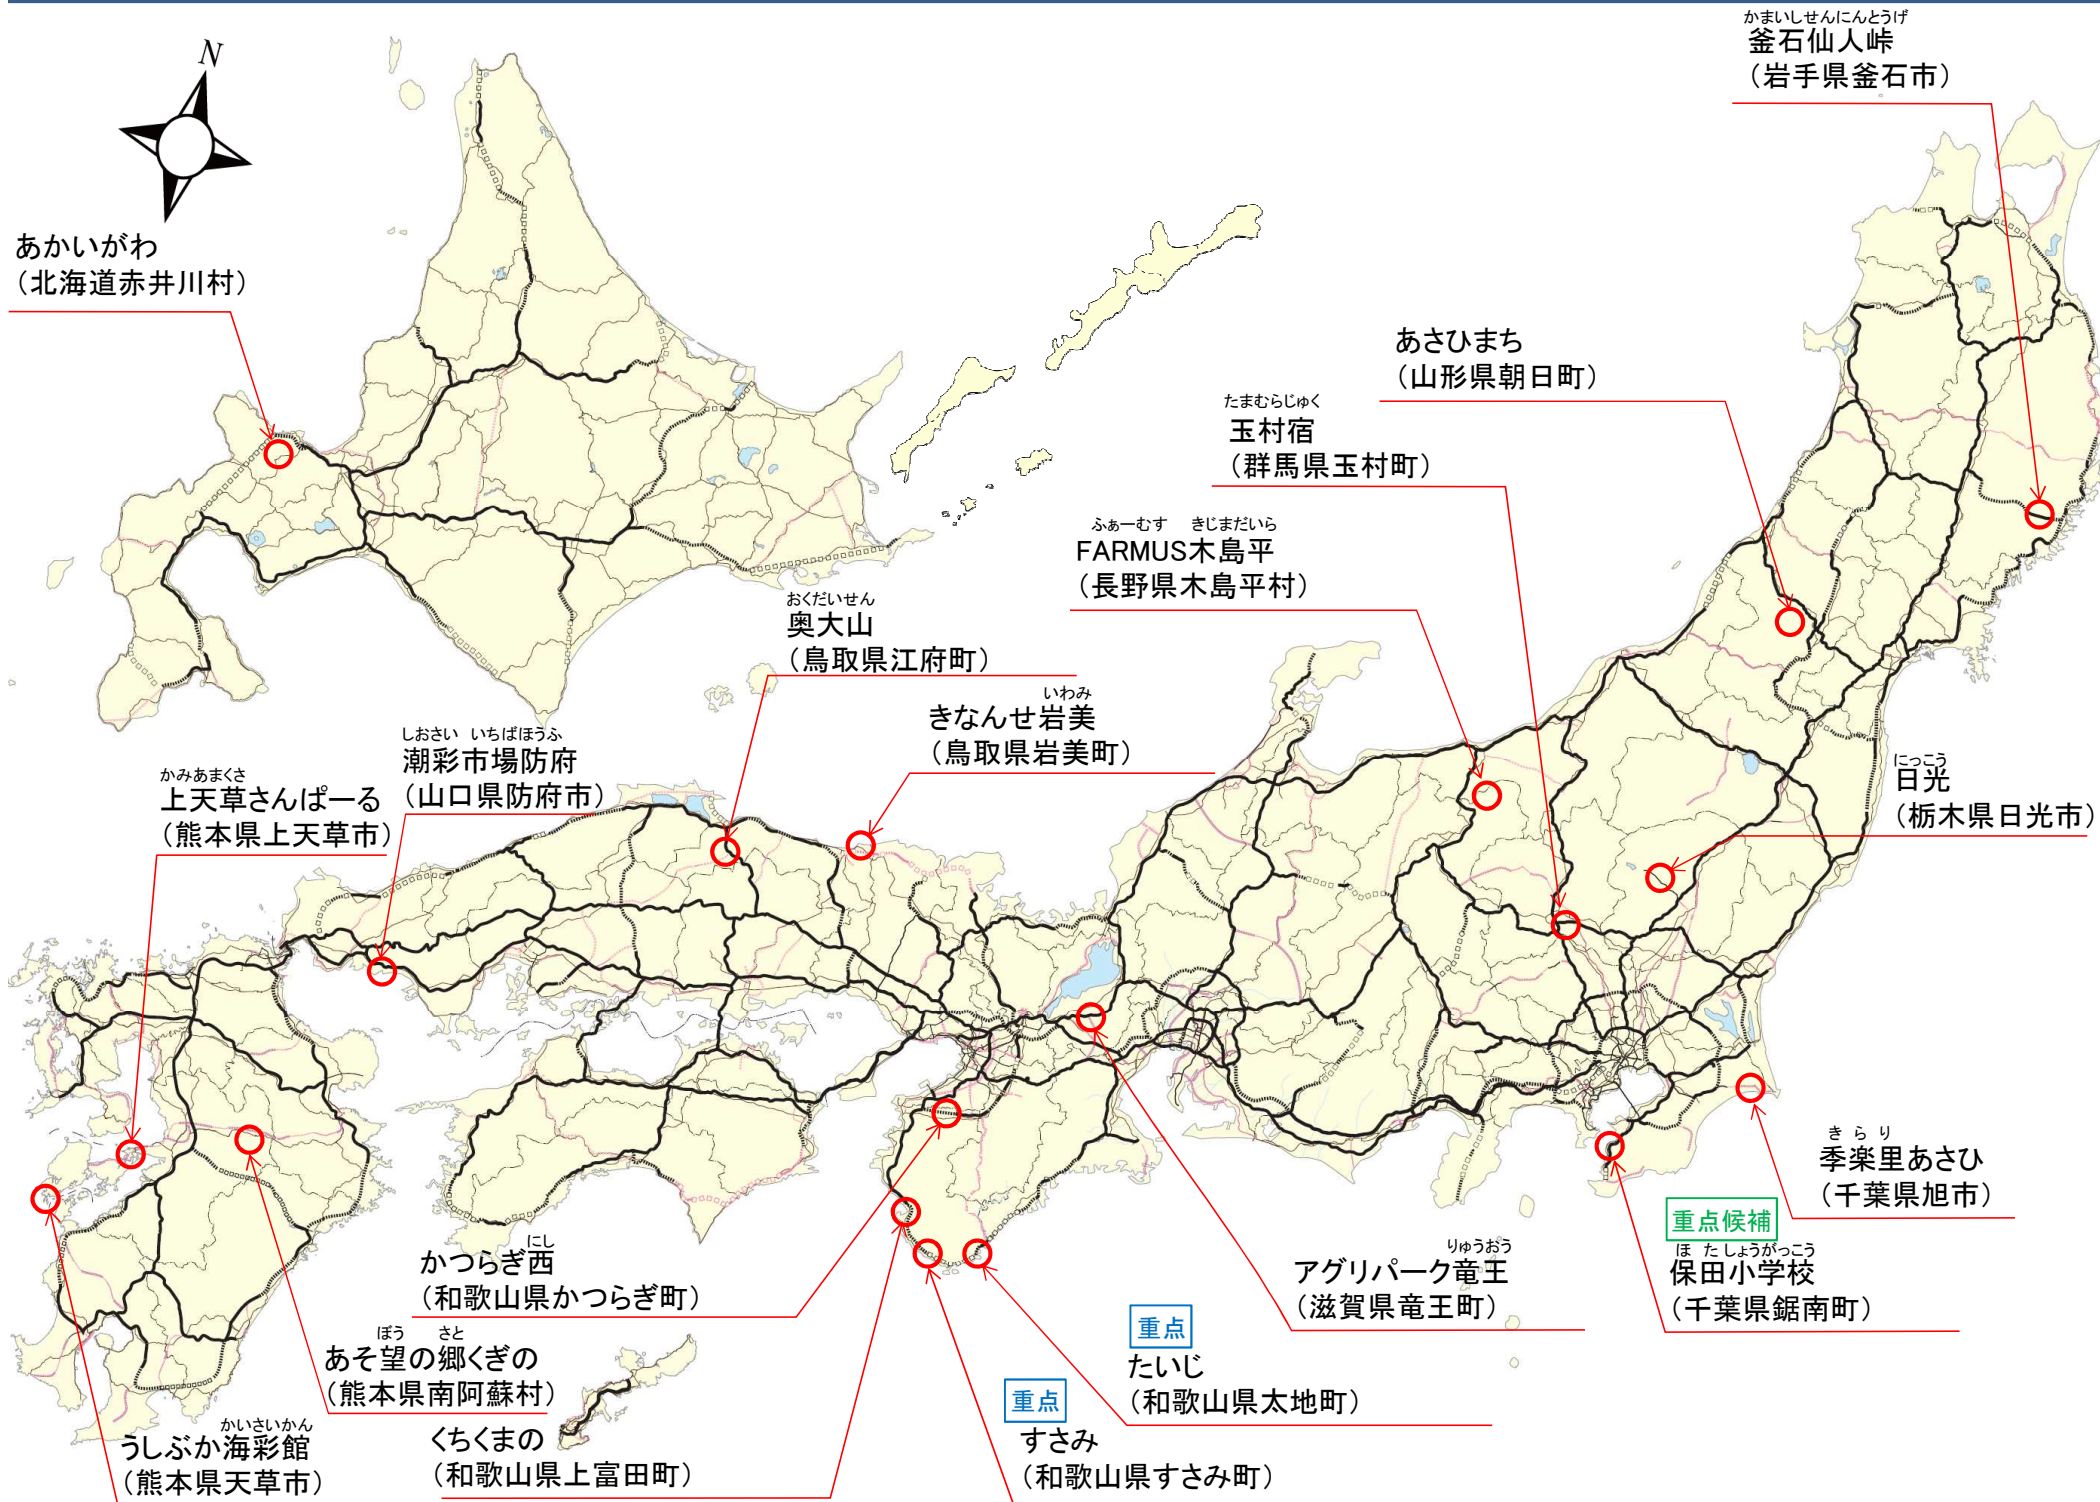 かまいしせんにんとうげ
釜石仙人峠
（岩手県釜石市）
N
あかいがわ
（北海道赤井川村）
あさひまち
（山形県朝日町）
たまむらじゅく
玉村宿
（群馬県玉村町）
ふぁーむす　きじまだいら
FARMUS木島平
（長野県木島平村）
おくだいせん
奥大山
（鳥取県江府町）
いわみ
きなんせ岩美
（鳥取県岩美町）
しおさい いちばほうふ
潮彩市場防府
（山口県防府市）
かみあまくさ
上天草さんぱーる
（熊本県上天草市）
にっこう
日光
（栃木県日光市）
きらり
季楽里あさひ
（千葉県旭市）
重点候補
ほ た しょうがっこう
保田小学校
（千葉県鋸南町）
りゅうおう
アグリパーク竜王
（滋賀県竜王町）
にし
かつらぎ西
（和歌山県かつらぎ町）
重点
たいじ
（和歌山県太地町）
ぼう　さと
あそ望の郷くぎの
（熊本県南阿蘇村）
重点
すさみ
（和歌山県すさみ町）
かいさいかん
うしぶか海彩館
（熊本県天草市）
くちくまの
（和歌山県上富田町）